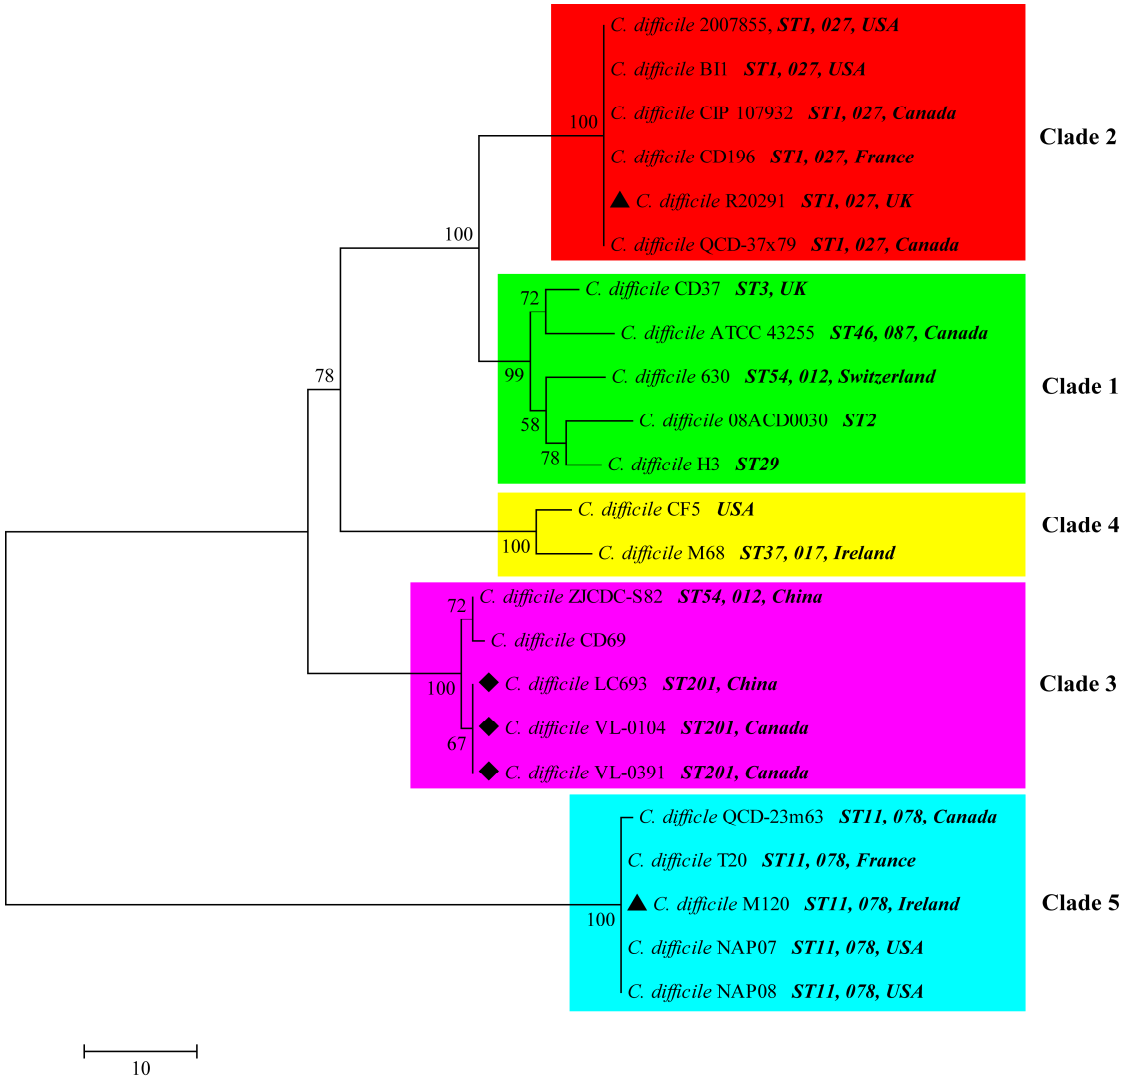 C. difficile 2007855, ST1, 027, USA
C. difficile BI1 ST1, 027, USA
C. difficile CIP 107932 ST1, 027, Canada
100
Clade 2
C. difficile CD196 ST1, 027, France
C. difficile R20291 ST1, 027, UK
100
C. difficile QCD-37x79 ST1, 027, Canada
C. difficile CD37 ST3, UK
72
C. difficile ATCC 43255 ST46, 087, Canada
99
78
C. difficile 630 ST54, 012, Switzerland
Clade 1
58
C. difficile 08ACD0030 ST2
78
C. difficile H3 ST29
C. difficile CF5 USA
Clade 4
100
C. difficile M68 ST37, 017, Ireland
C. difficile ZJCDC-S82 ST54, 012, China
72
C. difficile CD69
100
C. difficile LC693 ST201, China
Clade 3
C. difficile VL-0104 ST201, Canada
67
C. difficile VL-0391 ST201, Canada
C. difficle QCD-23m63 ST11, 078, Canada
C. difficile T20 ST11, 078, France
C. difficile M120 ST11, 078, Ireland
Clade 5
100
C. difficile NAP07 ST11, 078, USA
C. difficile NAP08 ST11, 078, USA
10